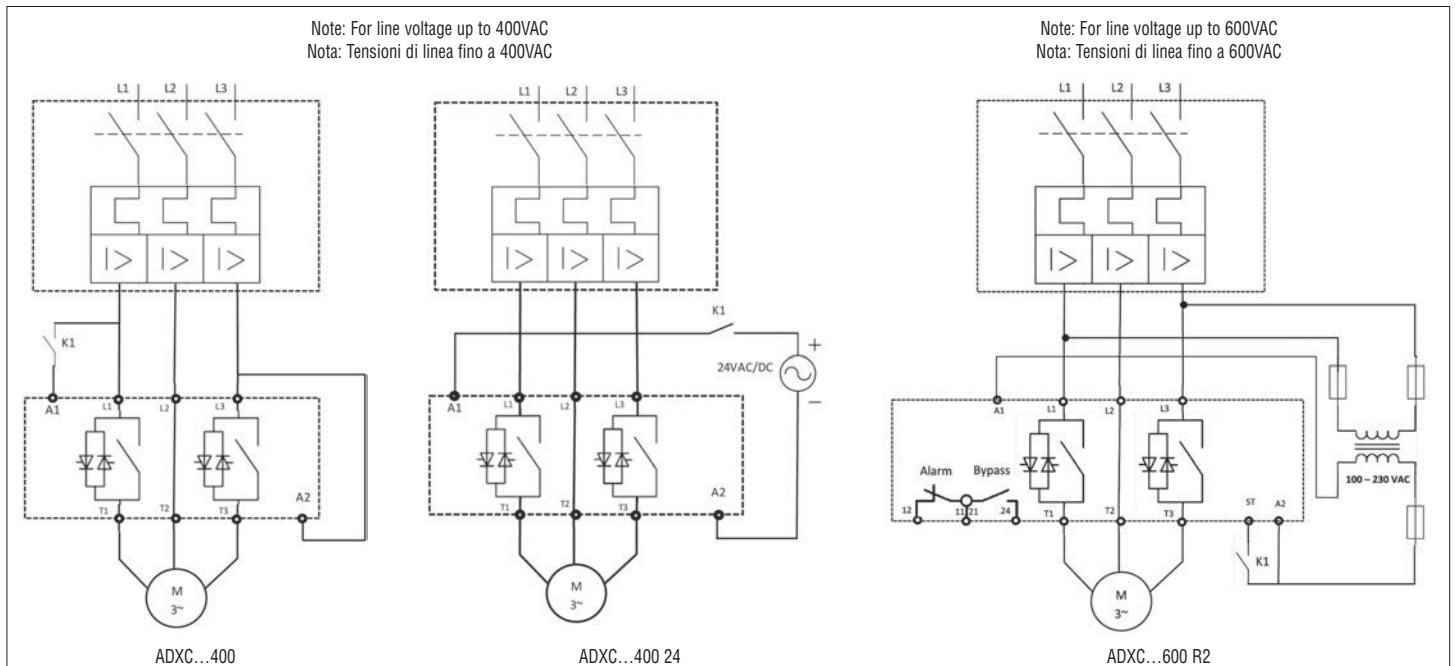 Note: For line voltage up to 400VAC
Nota: Tensioni di linea fino a 400VAC
Note: For line voltage up to 600VAC
Nota: Tensioni di linea fino a 600VAC
L1 L2 L3
I> I> I>
K1
A1 L1 L2 L3
A2
T1 T2 T3
M
3~
ADXC...400
L1 L2 L3
I> I> I>
K1
24VAC/DC
+
−
A1 L1 L2 L3
A2
T1 T2 T3
M
3~
ADXC...400 24
L1 L2 L3
I> I> I>
A1 L1 L2 L3
100 – 230 VAC
Alarm Bypass
ST A2
12 11 21 24 T1 T2 T3
K1
M
3~
ADXC...600 R2